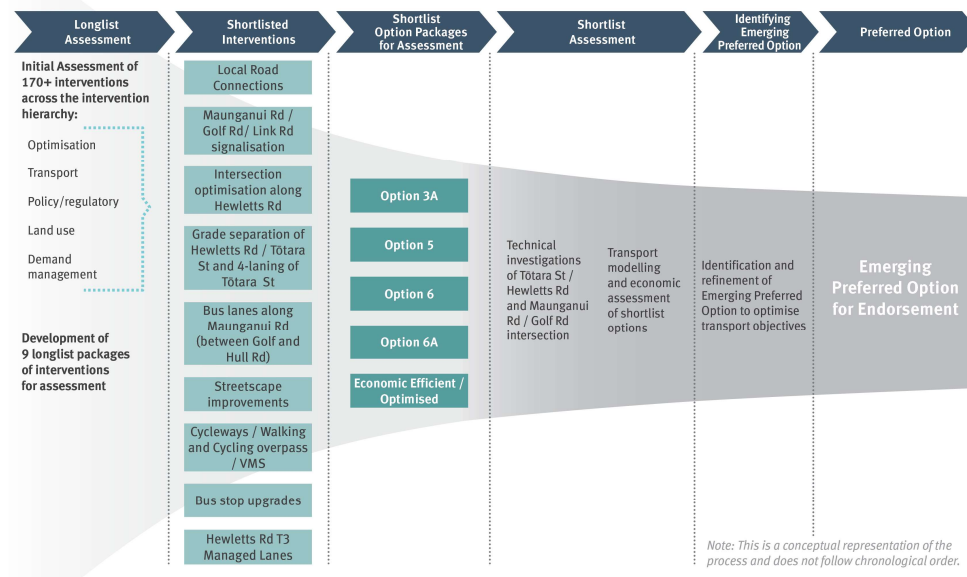 Longlist
Assessment
Shortlisted
Interventions
Shortlist
Option Packages
for Assessment
Shortlist
Assessment
Identifying
Emerging
Preferred Option
Preferred Option
Initial Assessment of
170+ interventions
across the intervention
hierarchy:
Optimisation
Transport
Policy/regulatory
Land use
Demand
management
Development of
9 longlist packages
of interventions
for assessment
Local Road
Connections
Maunganui Rd /
Golf Rd/ Link Rd
signalisation
Intersection
optimisation along
Hewletts Rd
Grade separation of
Hewletts Rd / Tōtara
St and 4-laning of
Tōtara St
Bus lanes along
Maunganui Rd
(between Golf and
Hull Rd)
Streetscape
improvements
Cycleways / Walking
and Cycling overpass
/ VMS
Bus stop upgrades
Hewletts Rd T3
Managed Lanes
Option 3A
Option 5
Option 6
Option 6A
Economic Efficient /
Optimised
Technical
investigations
of Tōtara St /
Hewletts Rd
and Maunganui
Rd / Golf Rd
intersection
Transport
modelling
and economic
assessment
of shortlist
options
Identification and
refinement of
Emerging Preferred
Option to optimise
transport objectives
Emerging
Preferred Option
for Endorsement
Note: This is a conceptual representation of the
process and does not follow chronological order.